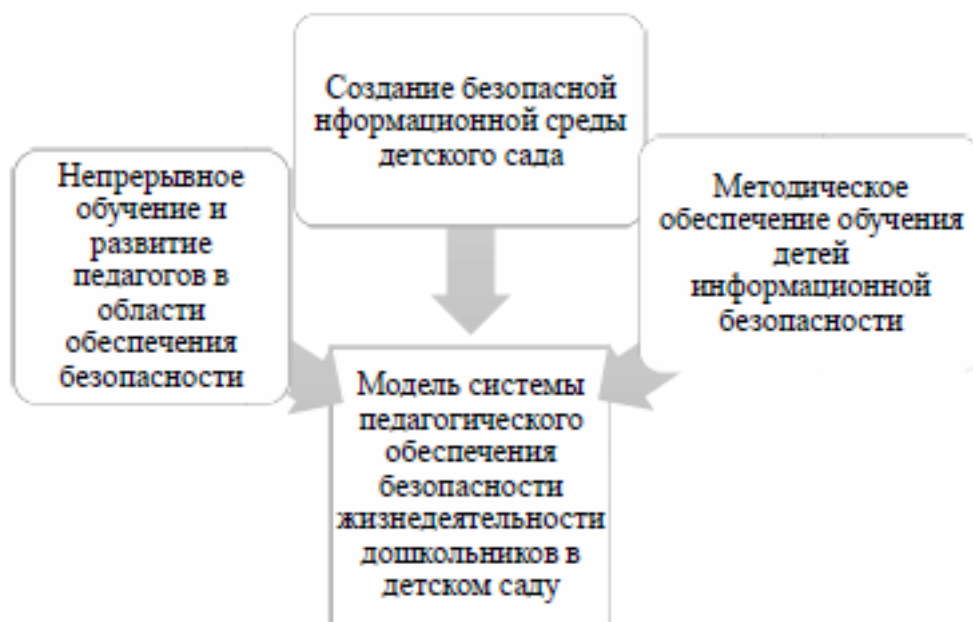 Создание безопасной
нформационной среды
детского сада
Непрерывное
обучение и
развитие
педагогов в
области
обеспечения
безопасности
Методическое
обеспечение обучения
детей
информационной
безопасности
Модель системы
педагогического
обеспечения
безопасности
жизнедеятельности
дошкольников в
детском саду